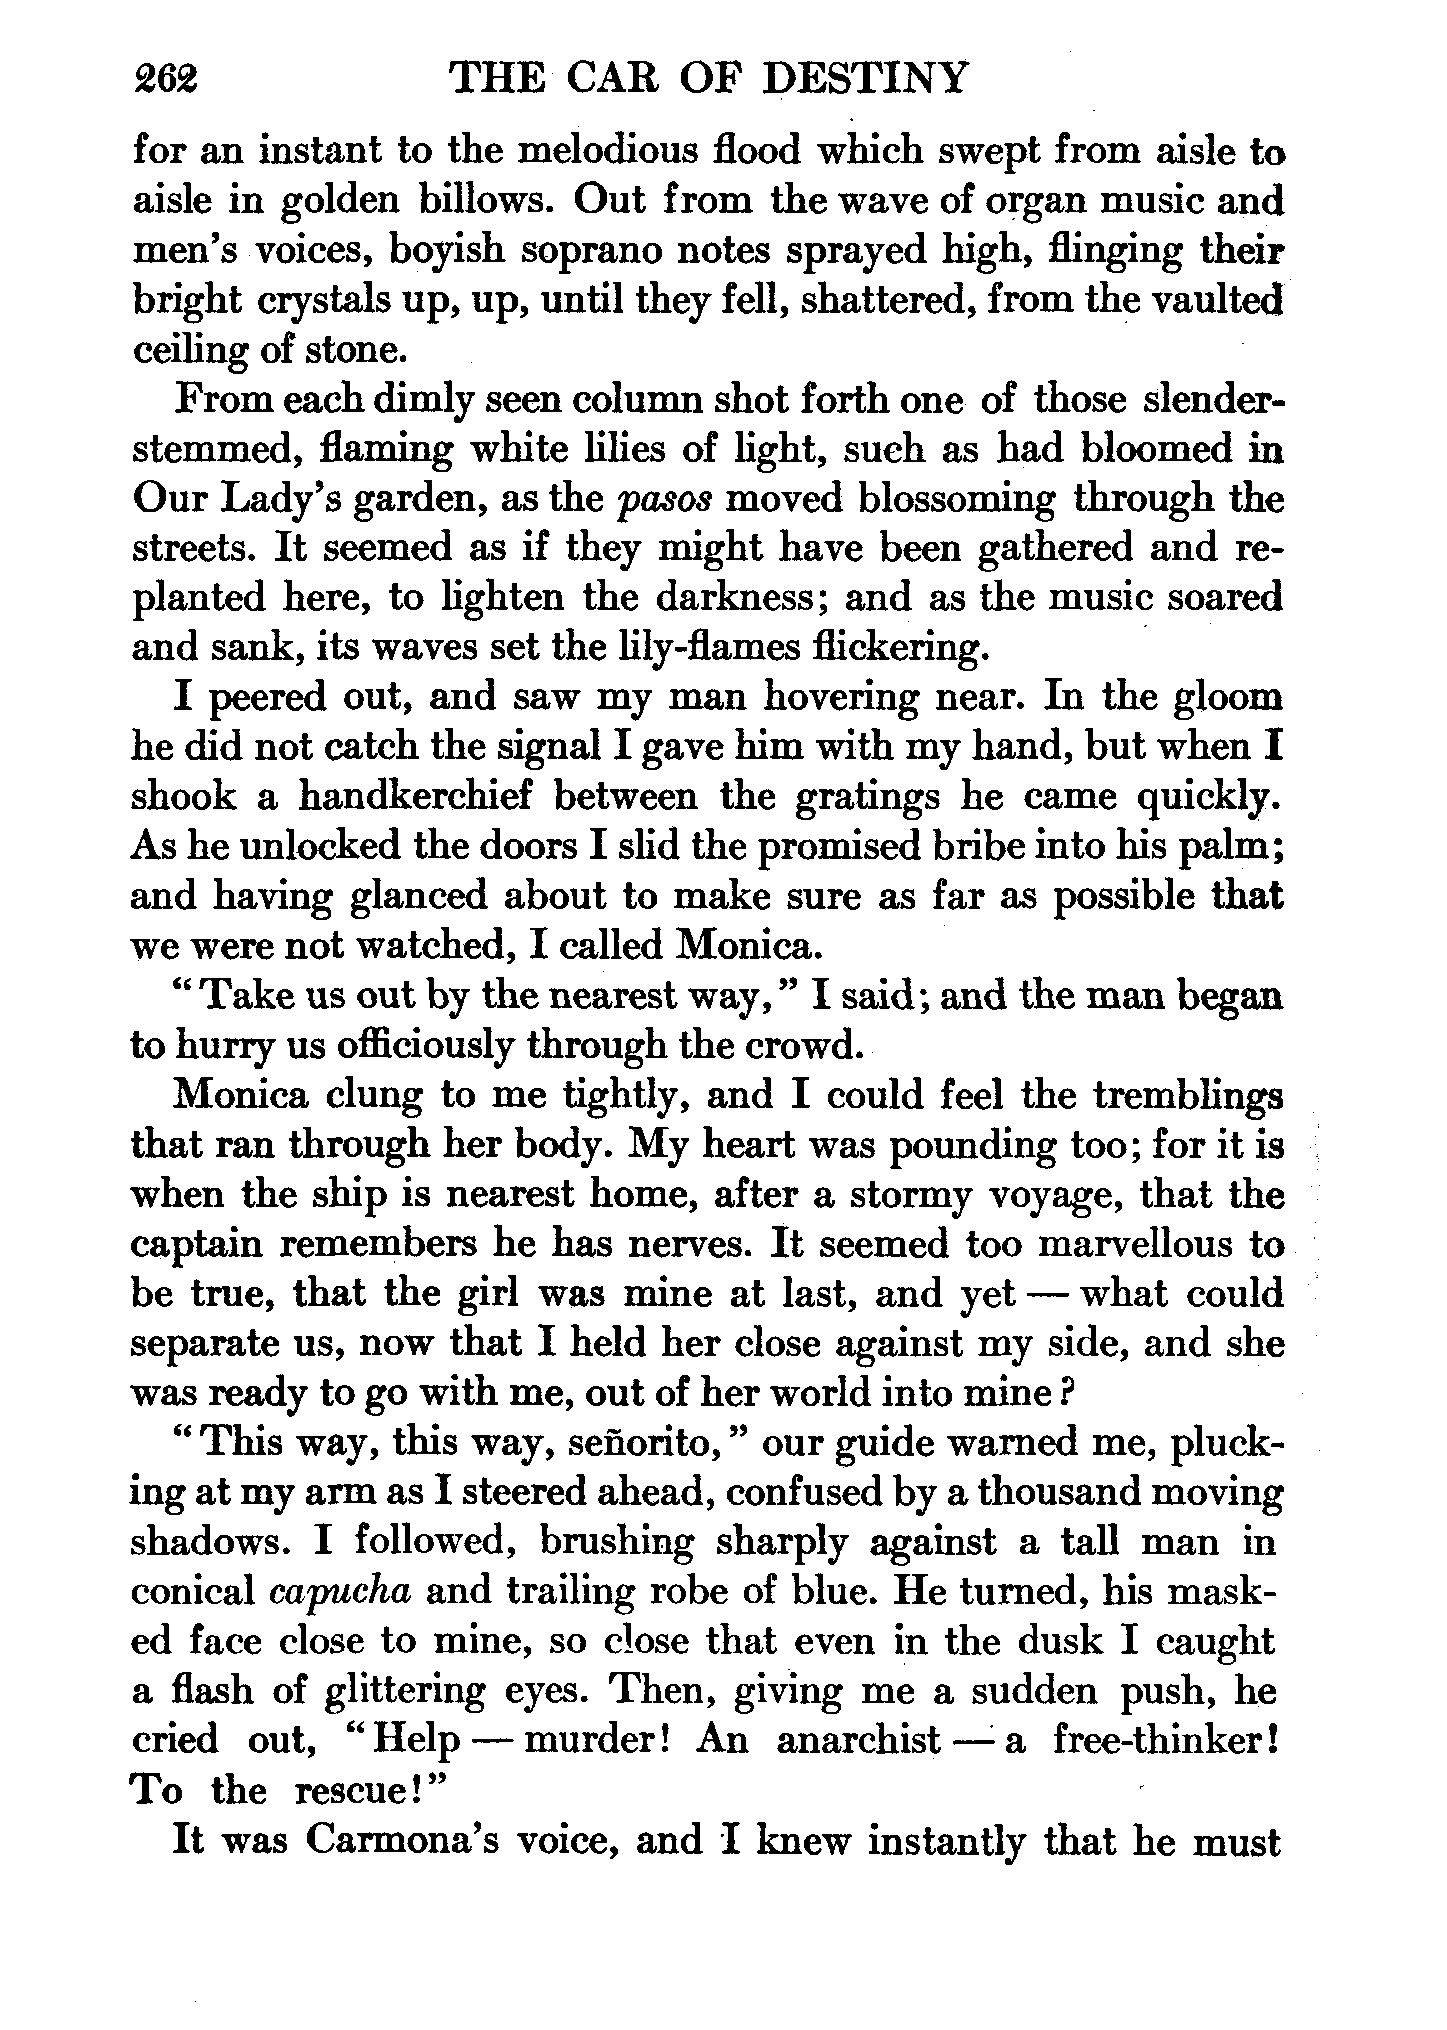 262 THE CAR OF DESTINY
for an instant to the melodious flood which swept from aisle to
aisle in golden billows. Out from the wave of organ music and
men's voices, boyish soprano notes sprayed high, flinging their
bright crystals up, up, until they fell, shattered, from the vaulted
ceiling of stone.
From each dimly seen column shot forth one of those slender-
stemmed, flaming white lilies of light, such as had bloomed in
Our Lady's garden, as the pasos moved blossoming through the
streets. It seemed as if they might have been gathered and re-
planted here, to lighten the darkness; and as the music soared
and sank, its waves set the lily-flames flickering.
I peered out, and saw my man hovering near. In the gloom
he did not catch the signal I gave him with my hand, but when I
shook a handkerchief between the gratings he came quickly.
As he unlocked the doors I slid the promised bribe into his palm;
and having glanced about to make sure as far as possible that
we were not watched, I called Monica.
"Take us out by the nearest way," I said; and the man began
to hurry us officiously through the crowd.
Monica clung to me tightly, and I could feel the tremblings
that ran through her body. My heart was pounding too; for it is
when the ship is nearest home, after a stormy voyage, that the
captain remembers he has nerves. It seemed too marvellous to
be true, that the girl was mine at last, and yet — what could
separate us, now that I held her close against my side, and she
was ready to go with me, out of her world into mine?
"This way, this way, señorito," our guide warned me, pluck-
ing at my arm as I steered ahead, confused by a thousand moving
shadows. I followed, brushing sharply against a tall man in
conical capucha and trailing robe of blue. He turned, his mask-
ed face close to mine, so close that even in the dusk I caught
a flash of glittering eyes. Then, giving me a sudden push, he
cried out, "Help — murder! An anarchist — a free-thinker!
To the rescue!"
It was Carmona's voice, and I knew instantly that he must